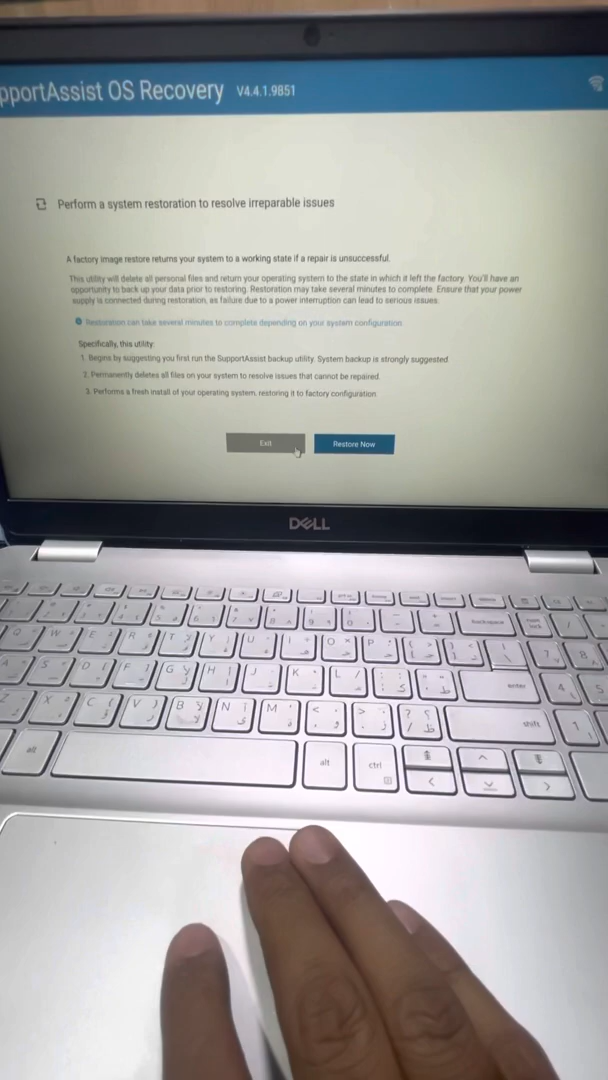 pportAssist OS Recovery V4.4.1.9851
Perform a system restoration to resolve irreparable issues
A factory image restore returns your system to a working state if a repair is unsuccessful.
This utility will delete all personal files and return your operating system to the state in which it left the factory. You'll have an
opportunity to back up your data prior to restoring. Restoration may take several minutes to complete. Ensure that your power
supply is connected during restoration, as failure due to a power interruption can lead to serious issues.
Restoration can take several minutes to complete depending on your system configuration.
Specifically, this utility:
1. Begins by suggesting you first run the SupportAssist backup utility. System backup is strongly suggested.
2. Permanently deletes all files on your system to resolve issues that cannot be repaired.
3. Performs a fresh install of your operating system, restoring it to factory configuration.
Exit Restore Now
DELL
backspace
Q W E R T Y U I O P
A S D F G H J K L enter
Z X C V B N M shift
alt alt ctrl